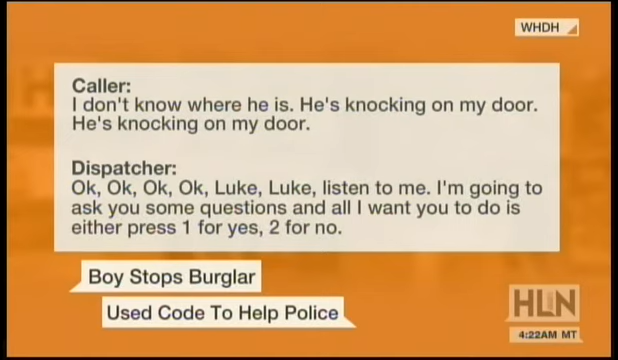 WHDH
Caller:
I don't know where he is. He's knocking on my door.
He's knocking on my door.
Dispatcher:
Ok, Ok, Ok, Ok, Luke, Luke, listen to me. I'm going to
ask you some questions and all I want you to do is
either press 1 for yes, 2 for no.
Boy Stops Burglar
Used Code To Help Police
HLN
4:22AM MT